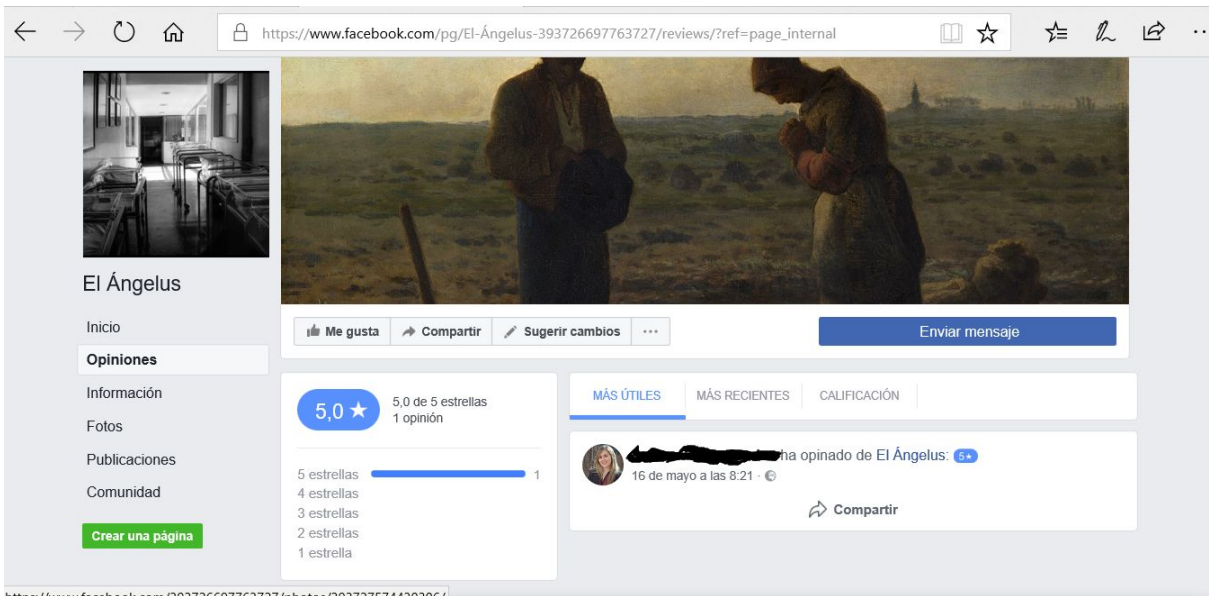 https://www.facebook.com/pg/El-Ángelus-393726697763727/reviews/?ref=page_internal
El Ángelus
Inicio
Opiniones
Información
Fotos
Publicaciones
Comunidad
Crear una página
Me gusta
Compartir
Sugerir cambios
Enviar mensaje
5,0 ★
5,0 de 5 estrellas
1 opinión
5 estrellas 1
4 estrellas
3 estrellas
2 estrellas
1 estrella
MÁS ÚTILES MÁS RECIENTES CALIFICACIÓN
ha opinado de El Ángelus: 5★
16 de mayo a las 8:21 ·
Compartir